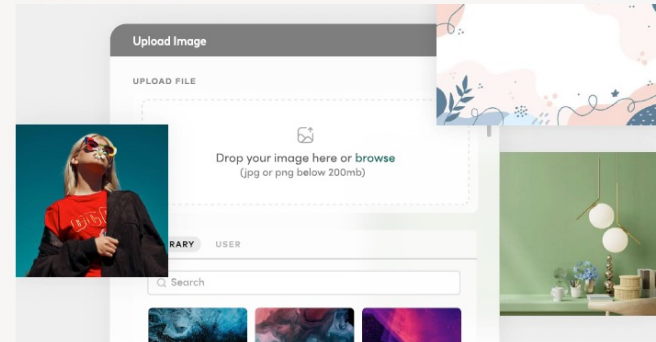 Upload Image
UPLOAD FILE
Drop your image here or browse
(jpg or png below 200mb)
RARY
USER
Search